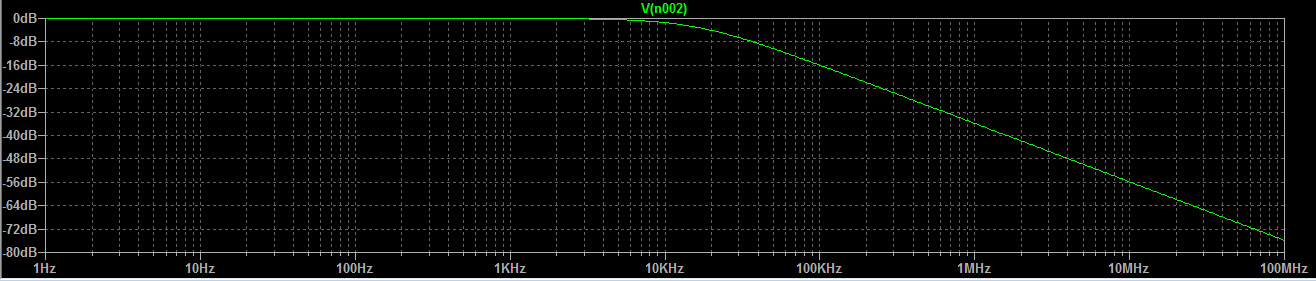 V(n002)
0dB
-8dB
-16dB
-24dB
-32dB
-40dB
-48dB
-56dB
-64dB
-72dB
-80dB
1Hz 10Hz 100Hz 1KHz 10KHz 100KHz 1MHz 10MHz 100MHz